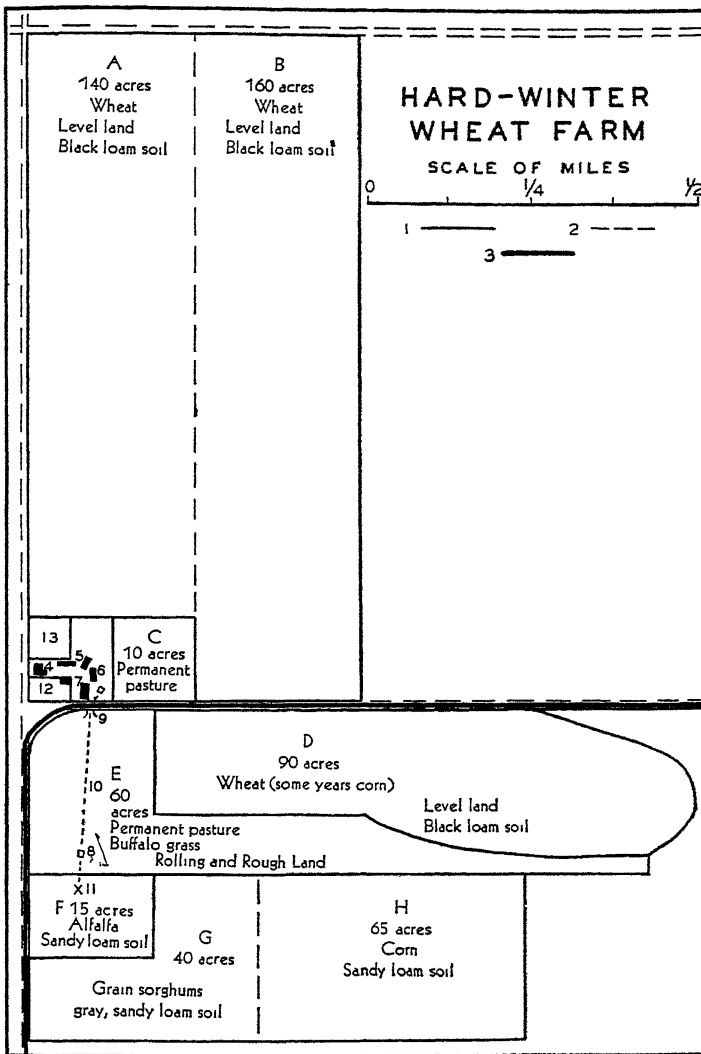 A
140 acres
Wheat
Level land
Black loam soil
B
160 acres
Wheat
Level land
Black loam soil
HARD-WINTER
WHEAT FARM
SCALE OF MILES
0 1/4 1/2
1 2
3
13
5
4 6
12 7
C
10 acres
Permanent
pasture
9
D
90 acres
Wheat (some years corn)
Level land
Black loam soil
10
E
60
acres
Permanent pasture
Buffalo grass
Rolling and Rough Land
8
11
F 15 acres
Alfalfa
Sandy loam soil
G
40 acres
Grain sorghums
gray, sandy loam soil
H
65 acres
Corn
Sandy loam soil